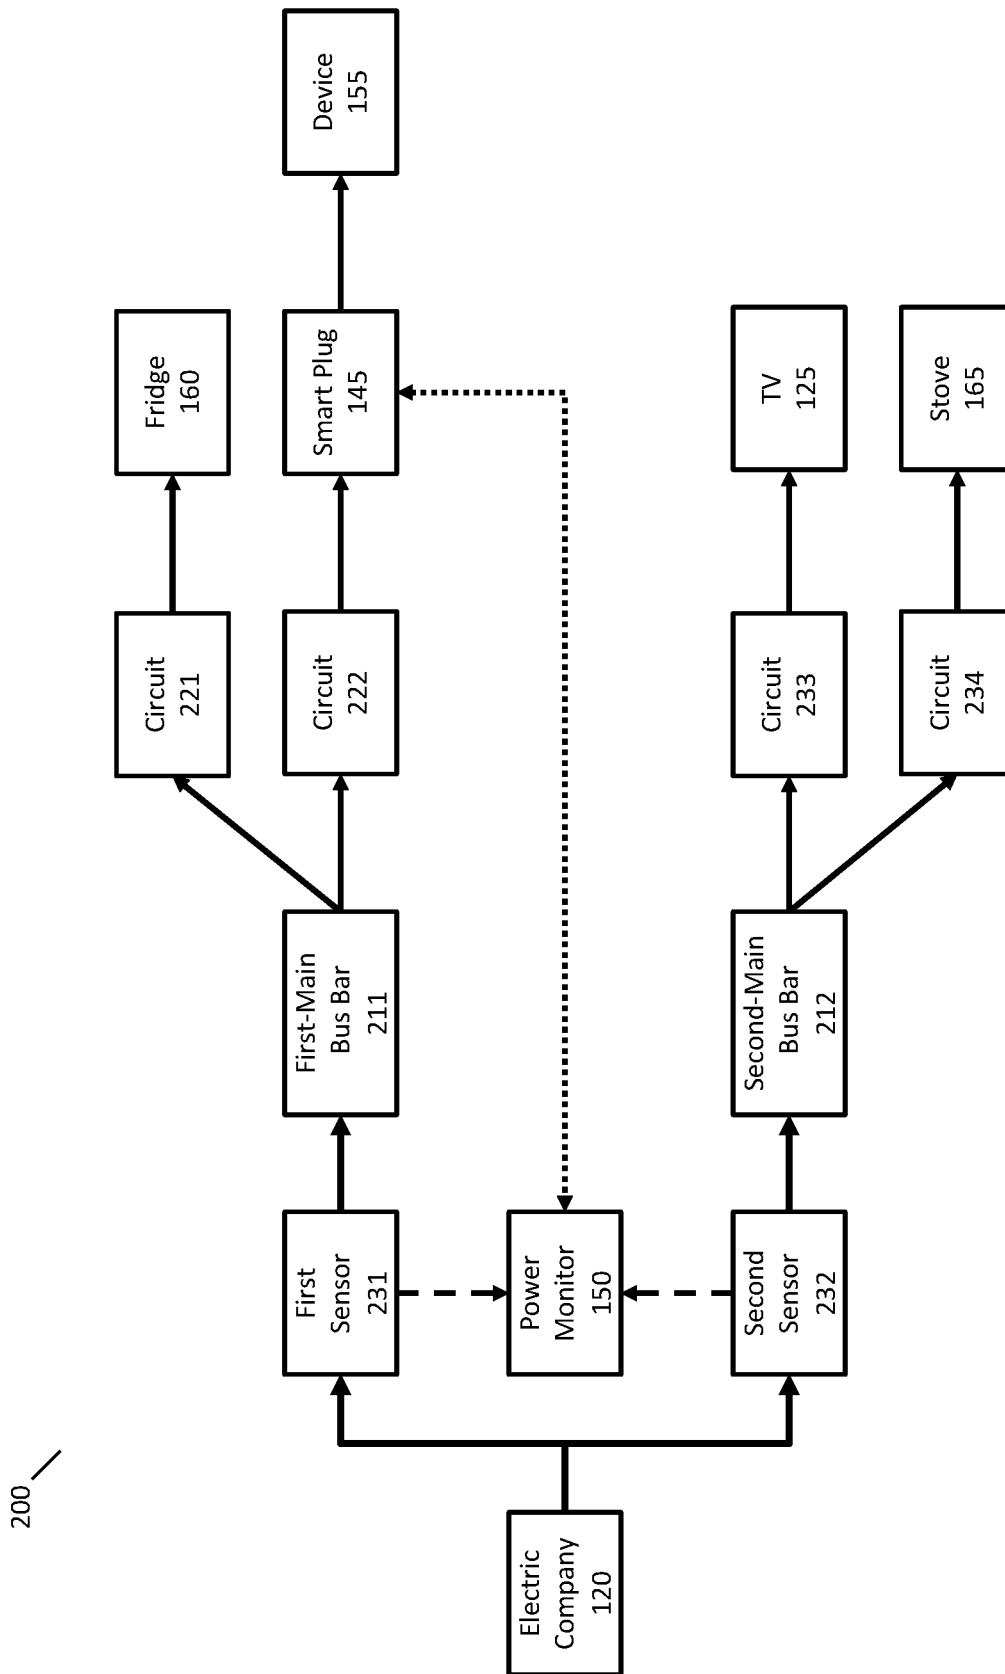 200
Electric
Company
120
First
Sensor
231
Power
Monitor
150
Second
Sensor
232
First-Main
Bus Bar
211
Second-Main
Bus Bar
212
Circuit
221
Circuit
222
Circuit
233
Circuit
234
Fridge
160
Smart Plug
145
TV
125
Stove
165
Device
155